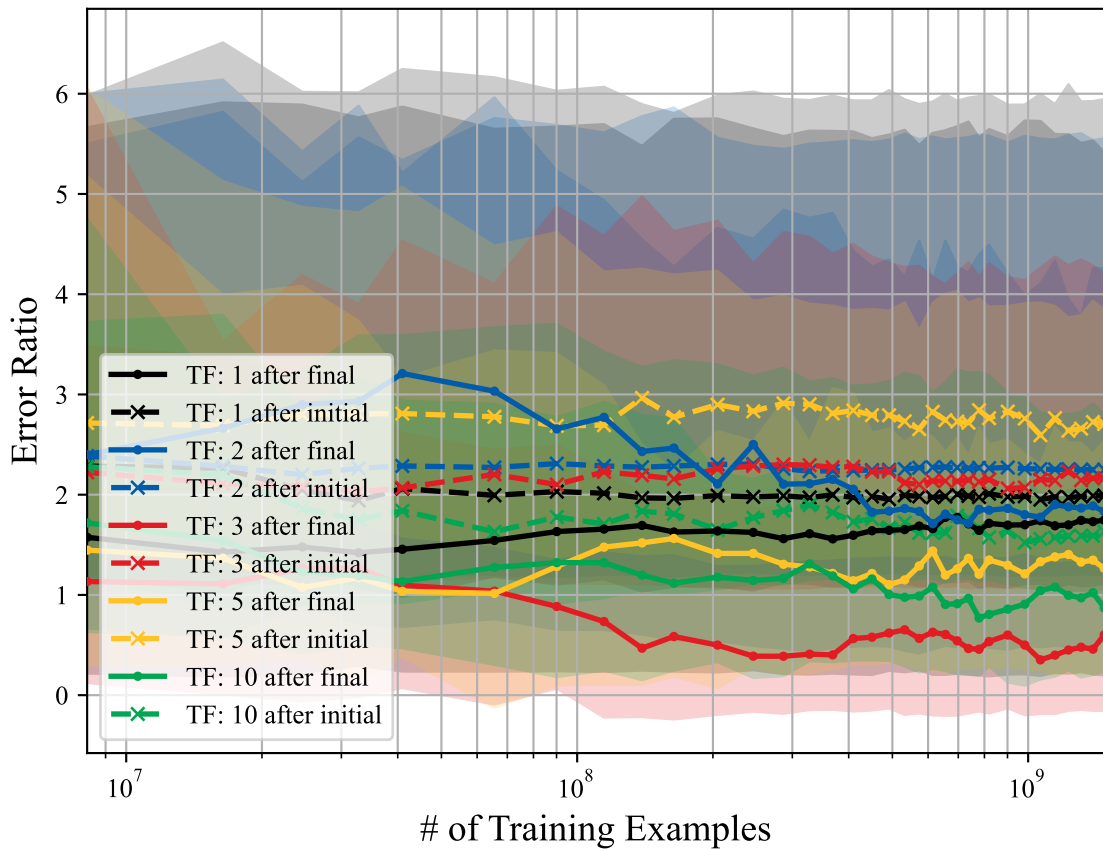 Error Ratio
6
5
4
3
2
1
0
TF: 1 after final
TF: 1 after initial
TF: 2 after final
TF: 2 after initial
TF: 3 after final
TF: 3 after initial
TF: 5 after final
TF: 5 after initial
TF: 10 after final
TF: 10 after initial
10⁷
10⁸
10⁹
# of Training Examples